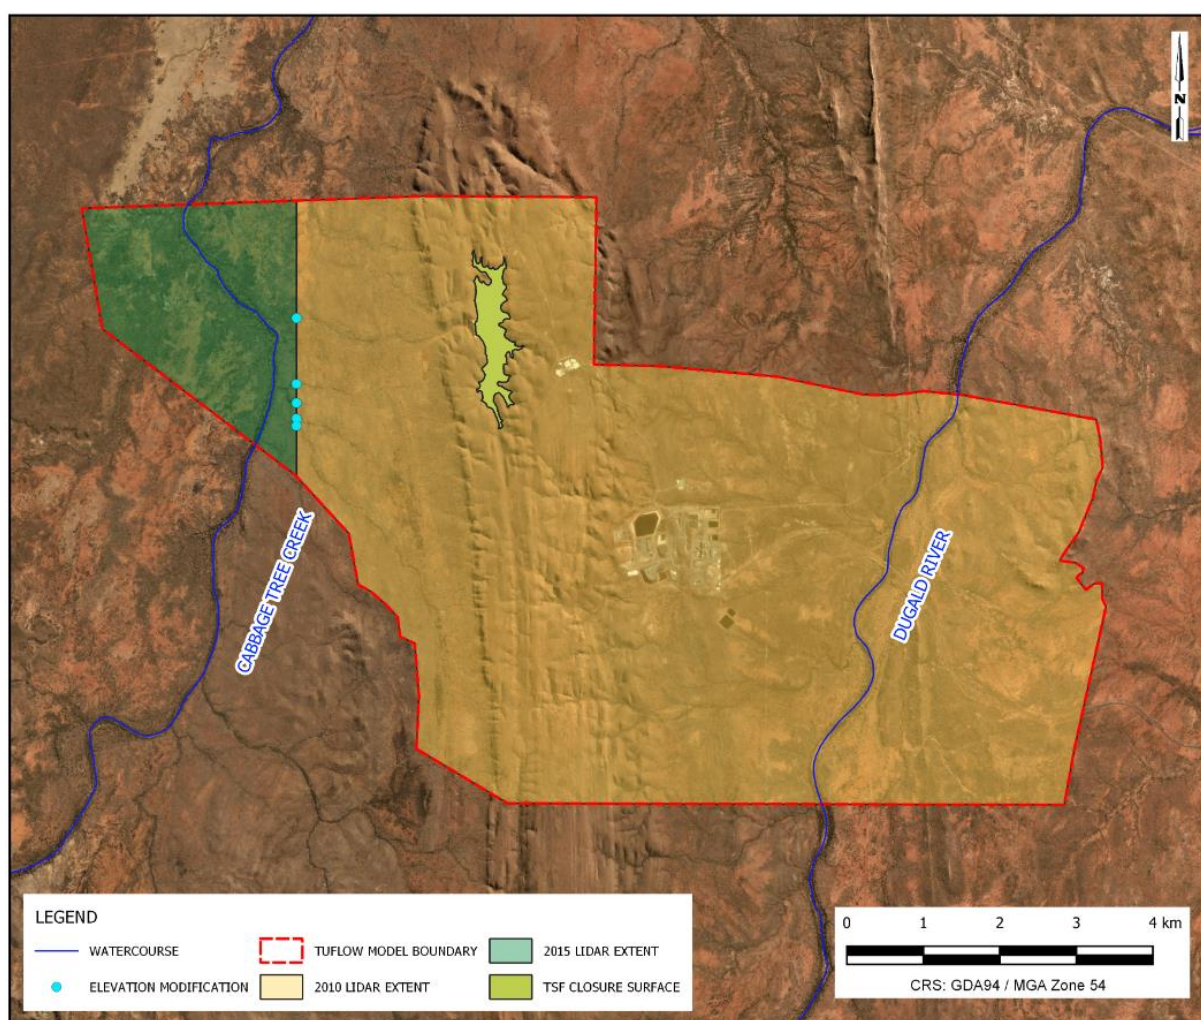 N
CABBAGE TREE CREEK
DUGALD RIVER
LEGEND
WATERCOURSE
TUFLOW MODEL BOUNDARY
2015 LIDAR EXTENT
ELEVATION MODIFICATION
2010 LIDAR EXTENT
TSF CLOSURE SURFACE
0 1 2 3 4 km
CRS: GDA94 / MGA Zone 54